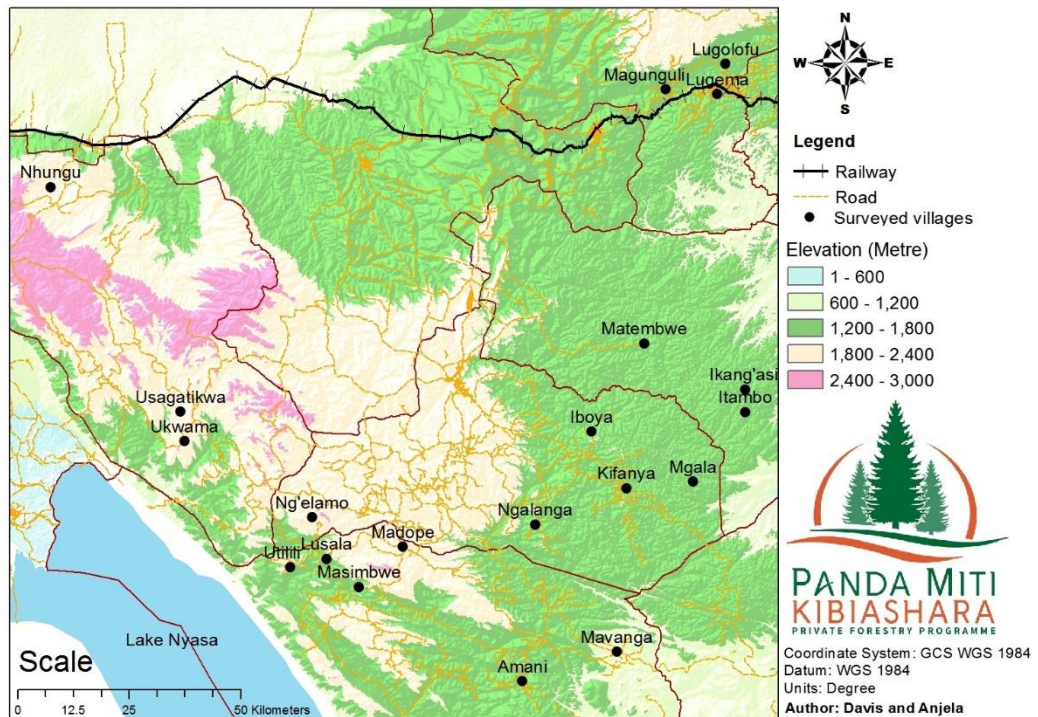 Lugolofu
Magunguli
Lugema
Nhungu
Matembwe
Ikang'asi
Itambo
Usagatikwa
Ukwama
Iboya
Kifanya
Mgala
Ng'elamo
Ngalanga
Madope
Lusala
Utilili
Masimbwe
Lake Nyasa
Mavanga
Amani
Scale
0 12.5 25 50 Kilometers
N
W E
S
Legend
Railway
Road
Surveyed villages
Elevation (Metre)
1 - 600
600 - 1,200
1,200 - 1,800
1,800 - 2,400
2,400 - 3,000
PANDA MITI
KIBIASHARA
PRIVATE FORESTRY PROGRAMME
Coordinate System: GCS WGS 1984
Datum: WGS 1984
Units: Degree
Author: Davis and Anjela